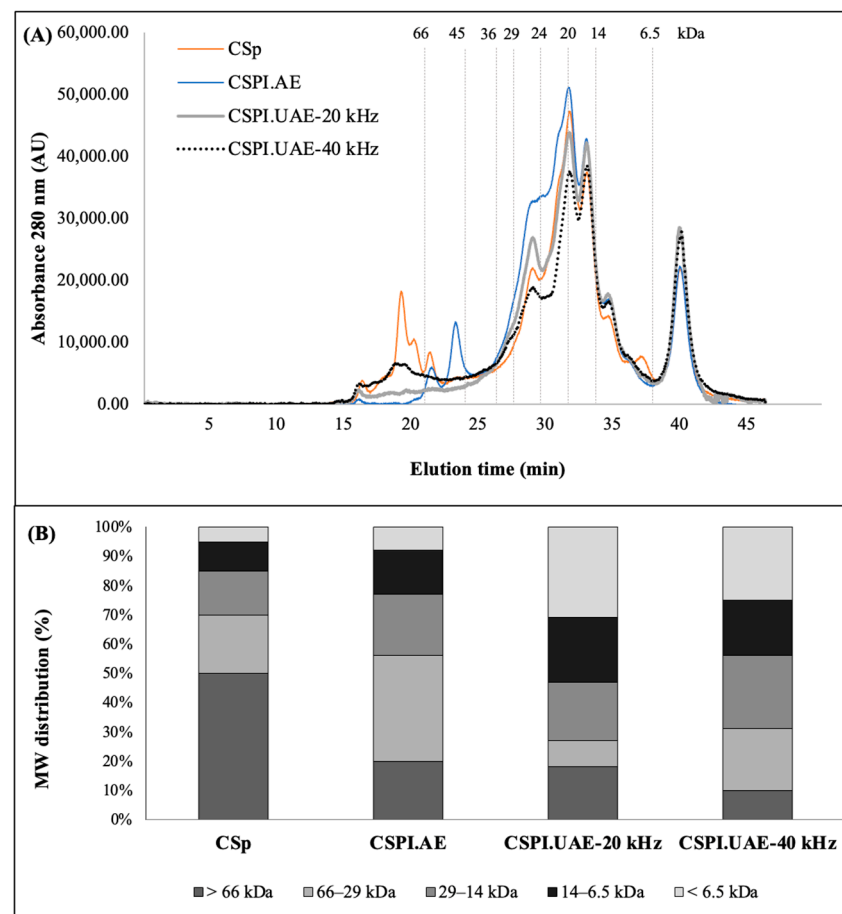 (A)
60,000.00
50,000.00
40,000.00
30,000.00
20,000.00
10,000.00
0.00
Absorbance 280 nm (AU)
CSp
CSPI.AE
CSPI.UAE-20 kHz
CSPI.UAE-40 kHz
66 45 36 29 24 20 14 6.5 kDa
5 10 15 20 25 30 35 40 45
Elution time (min)
(B)
100%
90%
80%
70%
60%
50%
40%
30%
20%
10%
0%
MW distribution (%)
CSp CSPI.AE CSPI.UAE-20 kHz CSPI.UAE-40 kHz
> 66 kDa 66–29 kDa 29–14 kDa 14–6.5 kDa < 6.5 kDa